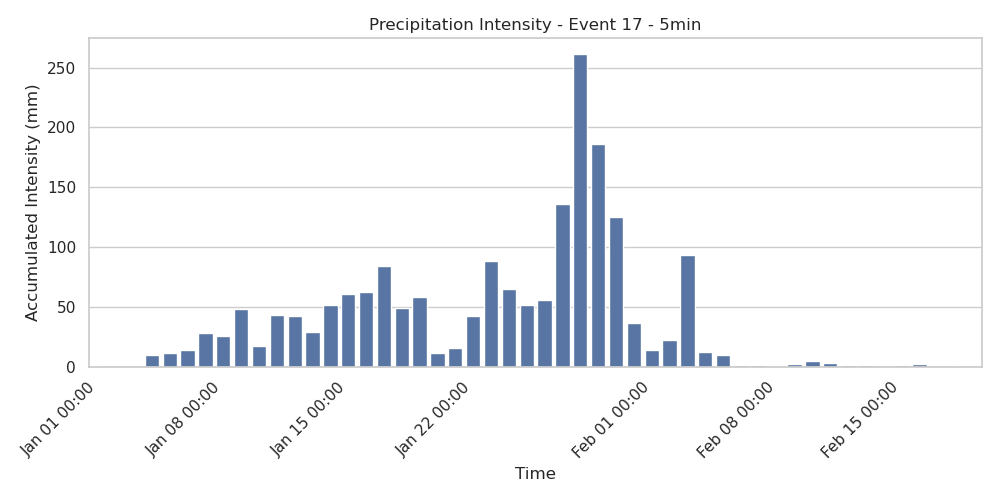 Precipitation Intensity - Event 17 - 5min
Accumulated Intensity (mm)
250
200
150
100
50
0
Jan 01 00:00
Jan 08 00:00
Jan 15 00:00
Jan 22 00:00
Feb 01 00:00
Feb 08 00:00
Feb 15 00:00
Time